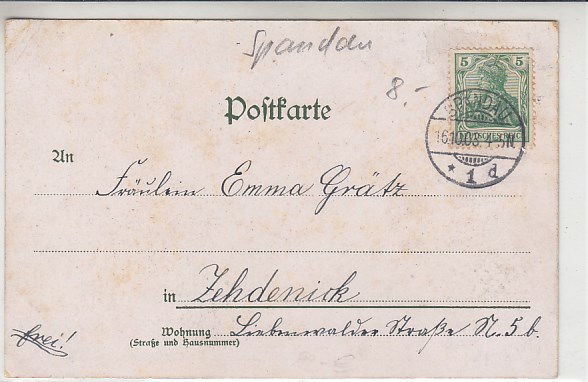 Spandau
8.-
5 5
Postkarte
SPANDAU
16.10.03.
* 1 d
An
Fräulein Emma Grätz
in Zehdenick
frei!
Wohnung Liebenwalder Straße N. 5 b.
(Straße und Hausnummer)